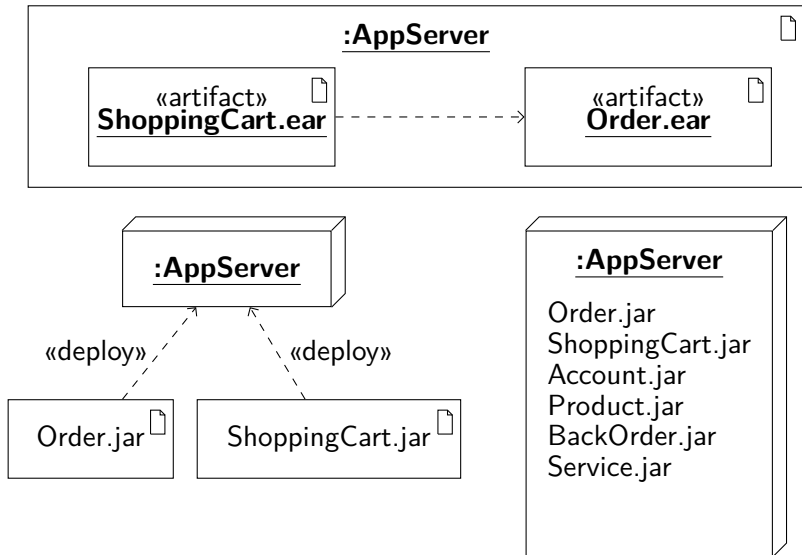 :AppServer
«artifact»
ShoppingCart.ear
«artifact»
Order.ear
:AppServer
«deploy»
«deploy»
Order.jar
ShoppingCart.jar
:AppServer
Order.jar
ShoppingCart.jar
Account.jar
Product.jar
BackOrder.jar
Service.jar